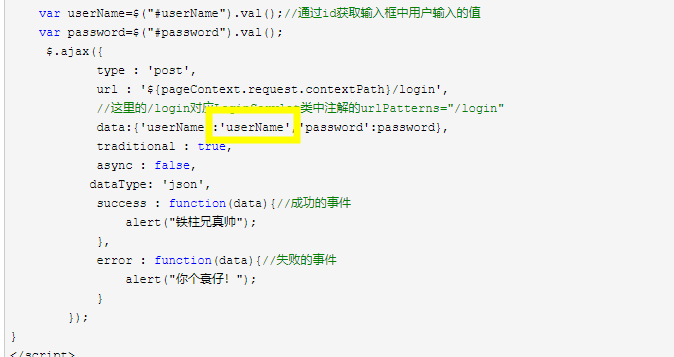 var userName=$("#userName").val();//通过id获取输入框中用户输入的值
var password=$("#password").val();
$.ajax({
type : 'post',
url : '${pageContext.request.contextPath}/login',
//这里的/login对应 类中注解的urlPatterns="/login"
data:{'userName':'userName','password':password},
traditional : true,
async : false,
dataType: 'json',
success : function(data){//成功的事件
alert("铁柱兄真帅");
},
error : function(data){//失败的事件
alert("你个衰仔！");
}
});
}
</script>